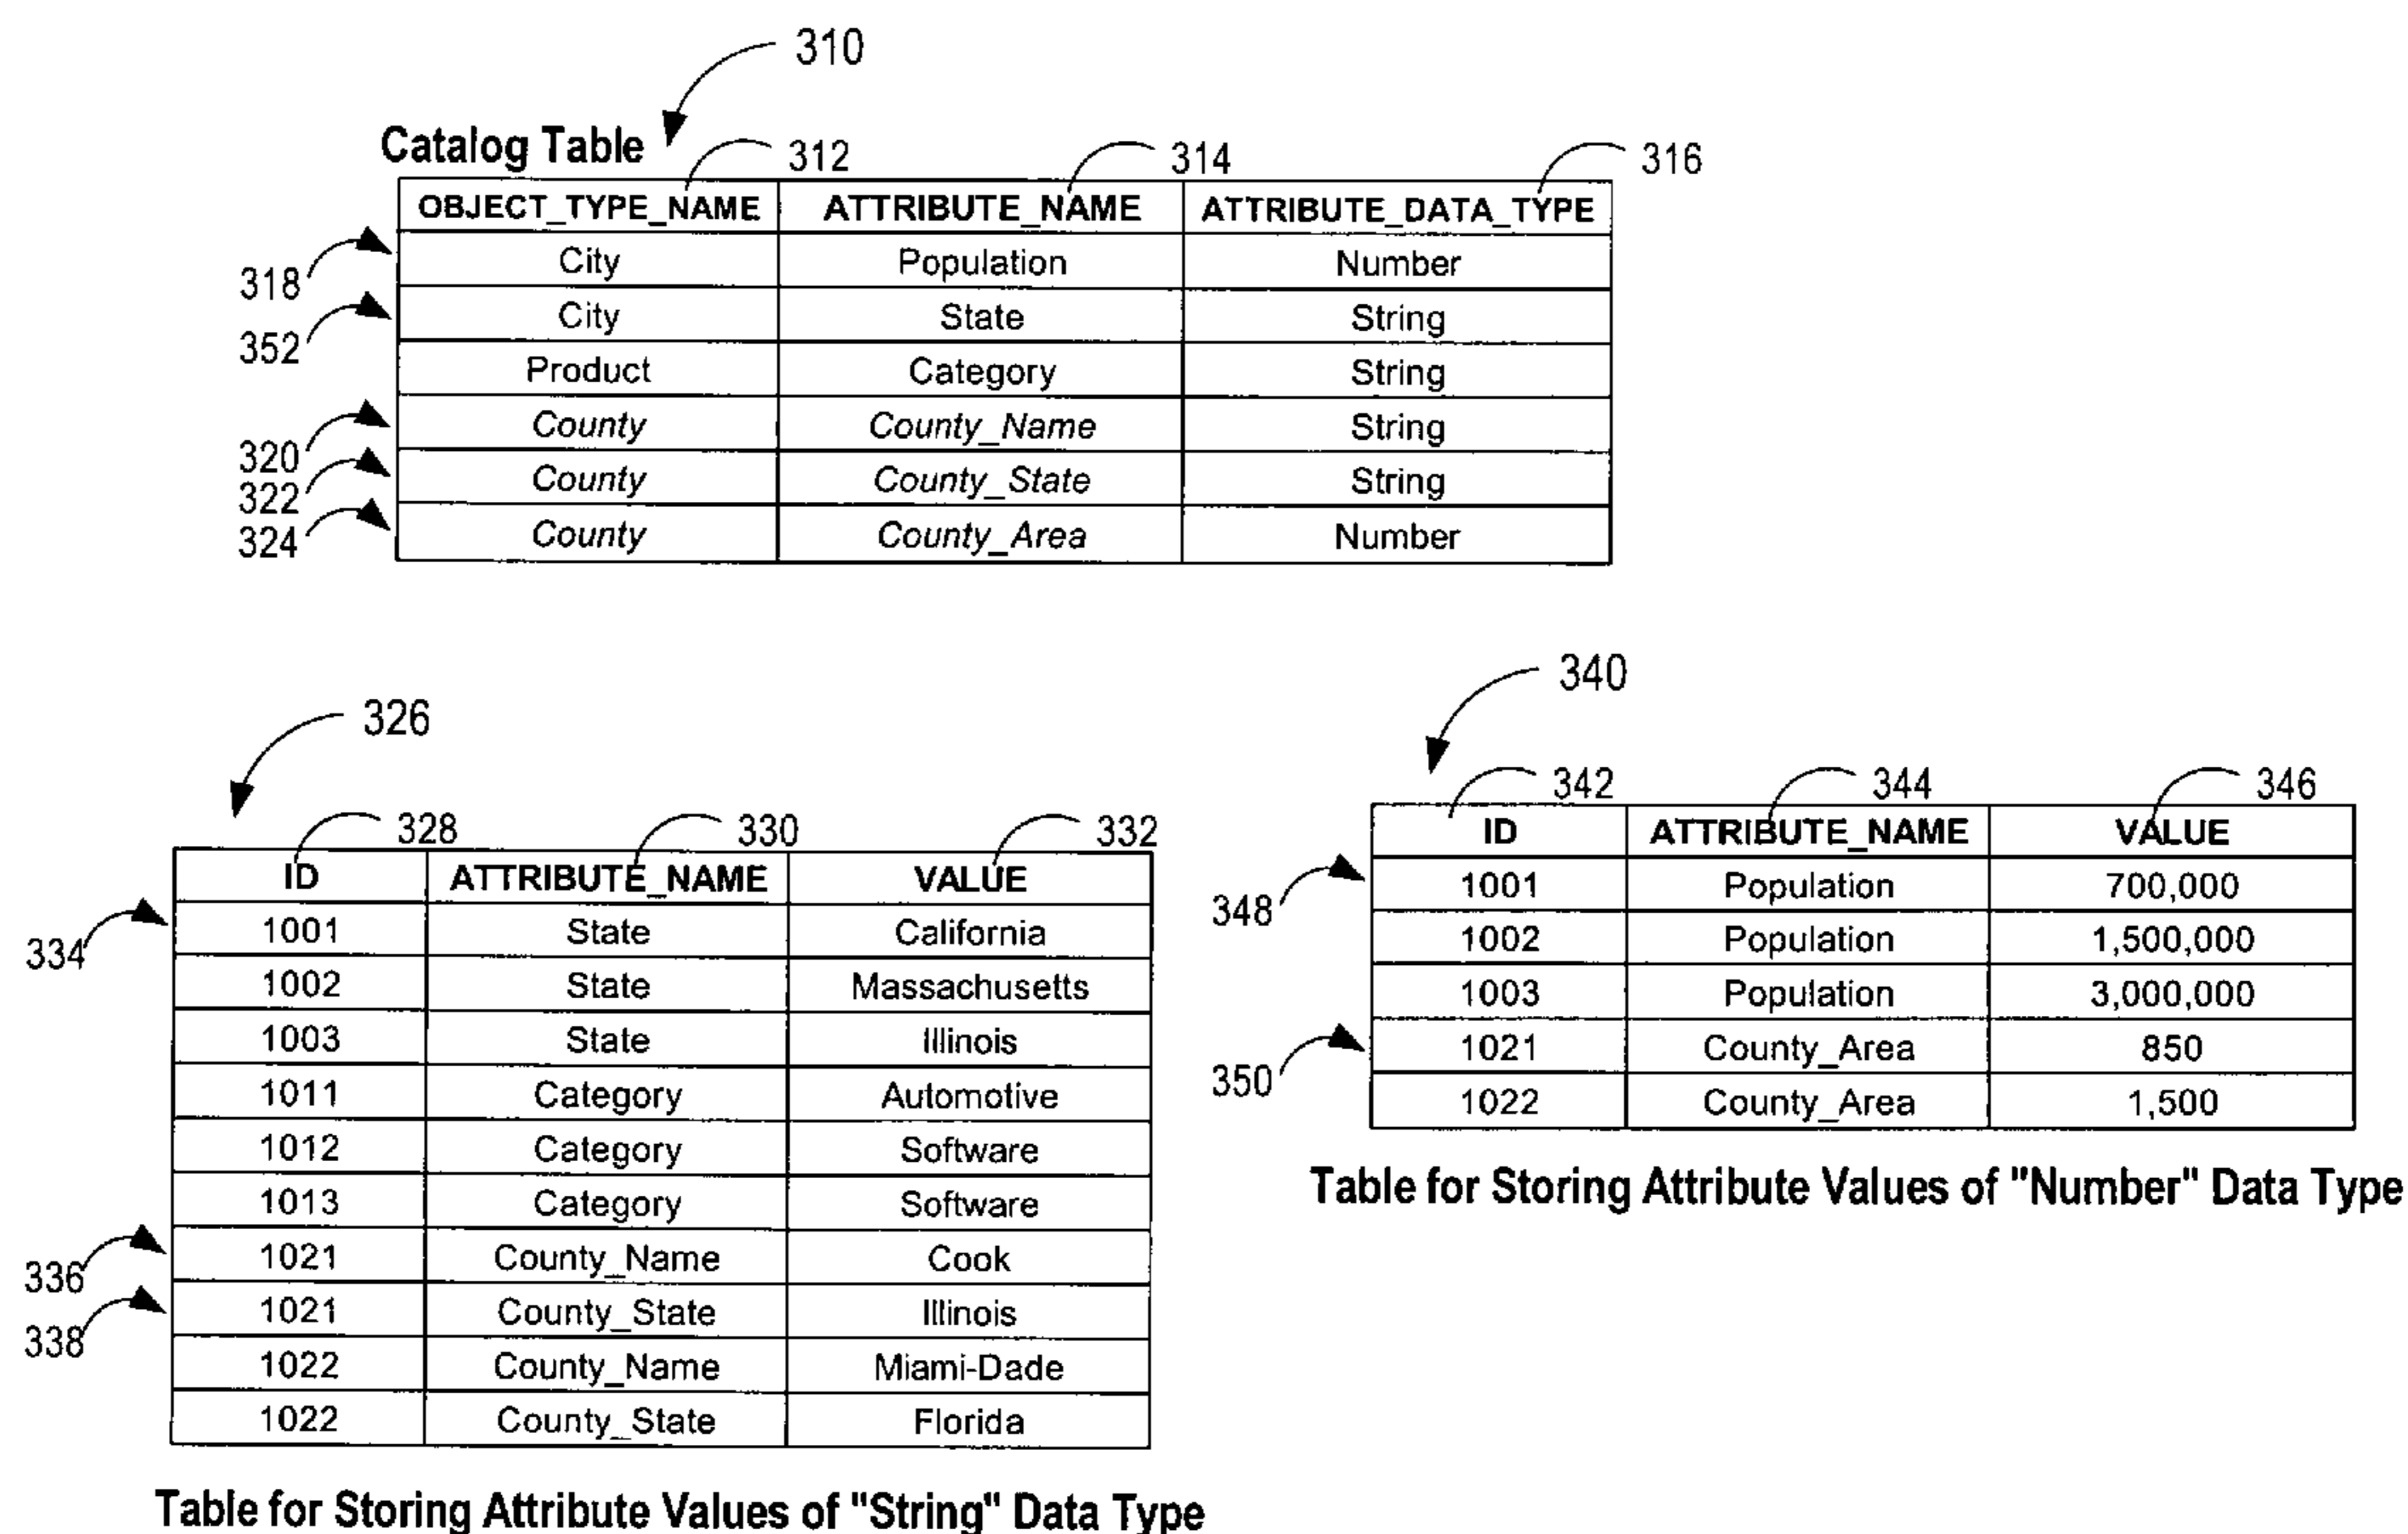 310
Catalog Table
312
314
316
OBJECT_TYPE_NAME ATTRIBUTE_NAME ATTRIBUTE_DATA_TYPE
318
City Population Number
352
City State String
Product Category String
320
County County_Name String
322
County County_State String
324
County County_Area Number
326
328
330
332
ID ATTRIBUTE_NAME VALUE
334
1001 State California
1002 State Massachusetts
1003 State Illinois
1011 Category Automotive
1012 Category Software
1013 Category Software
336
1021 County_Name Cook
338
1021 County_State Illinois
1022 County_Name Miami-Dade
1022 County_State Florida
Table for Storing Attribute Values of "String" Data Type
340
342
344
346
ID ATTRIBUTE_NAME VALUE
348
1001 Population 700,000
1002 Population 1,500,000
1003 Population 3,000,000
350
1021 County_Area 850
1022 County_Area 1,500
Table for Storing Attribute Values of "Number" Data Type